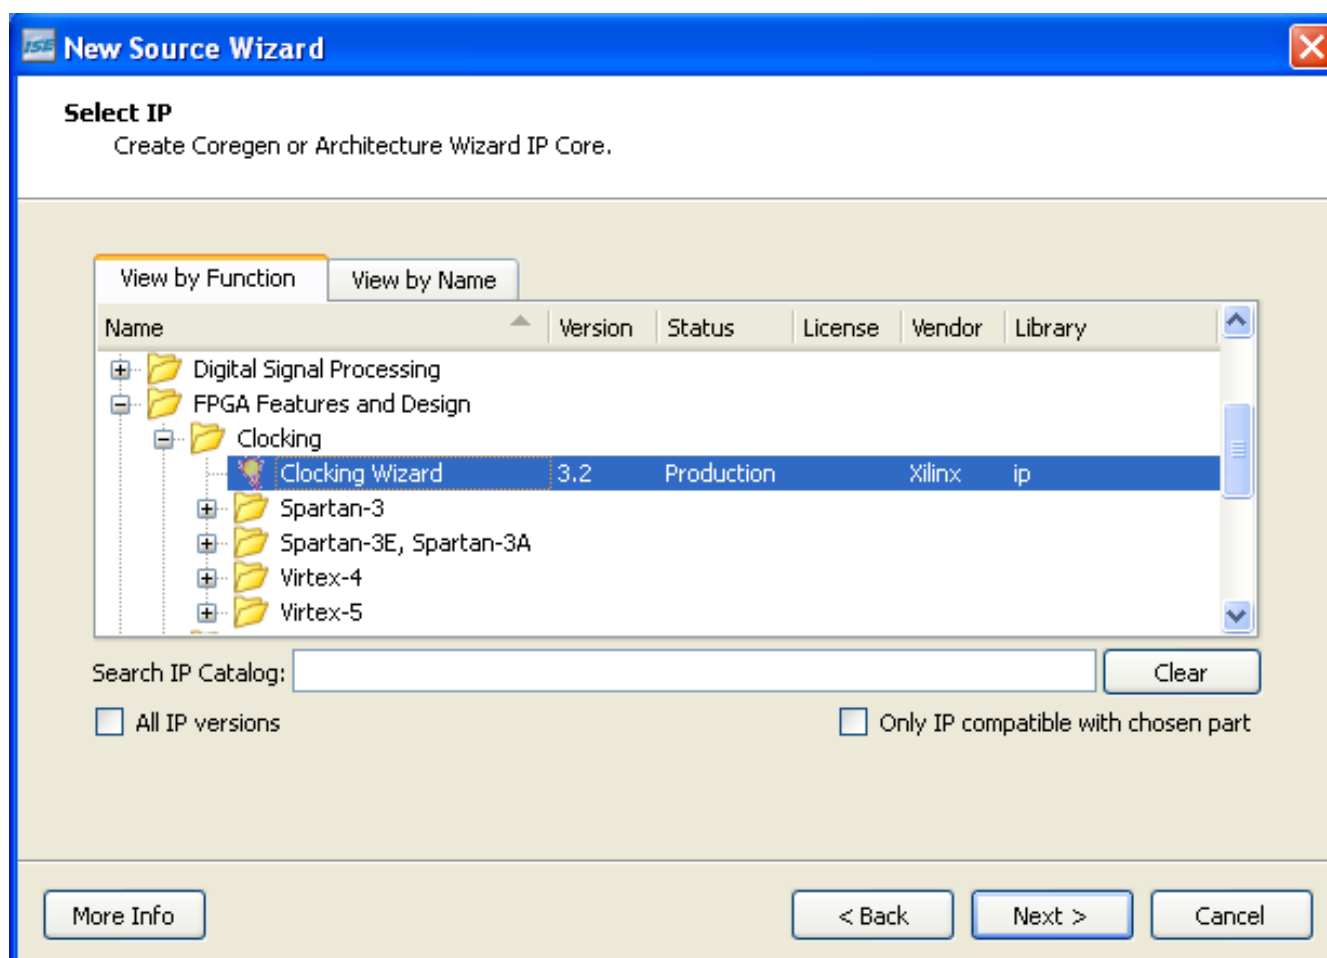 ISE New Source Wizard
Select IP
Create Coregen or Architecture Wizard IP Core.
View by Function View by Name
Name Version Status License Vendor Library
Digital Signal Processing
FPGA Features and Design
Clocking
Clocking Wizard 3.2 Production Xilinx ip
Spartan-3
Spartan-3E, Spartan-3A
Virtex-4
Virtex-5
Search IP Catalog: Clear
All IP versions Only IP compatible with chosen part
More Info < Back Next > Cancel